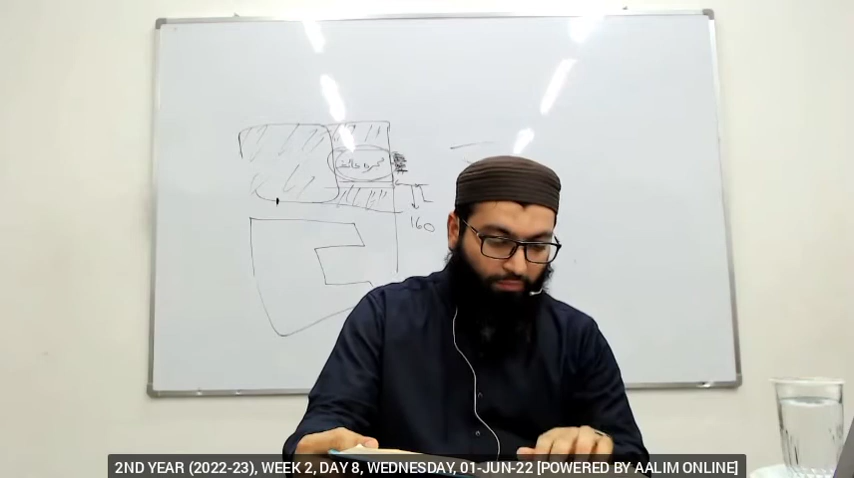 160
2ND YEAR (2022-23), WEEK 2, DAY 8, WEDNESDAY, 01-JUN-22 [POWERED BY AALIM ONLINE]